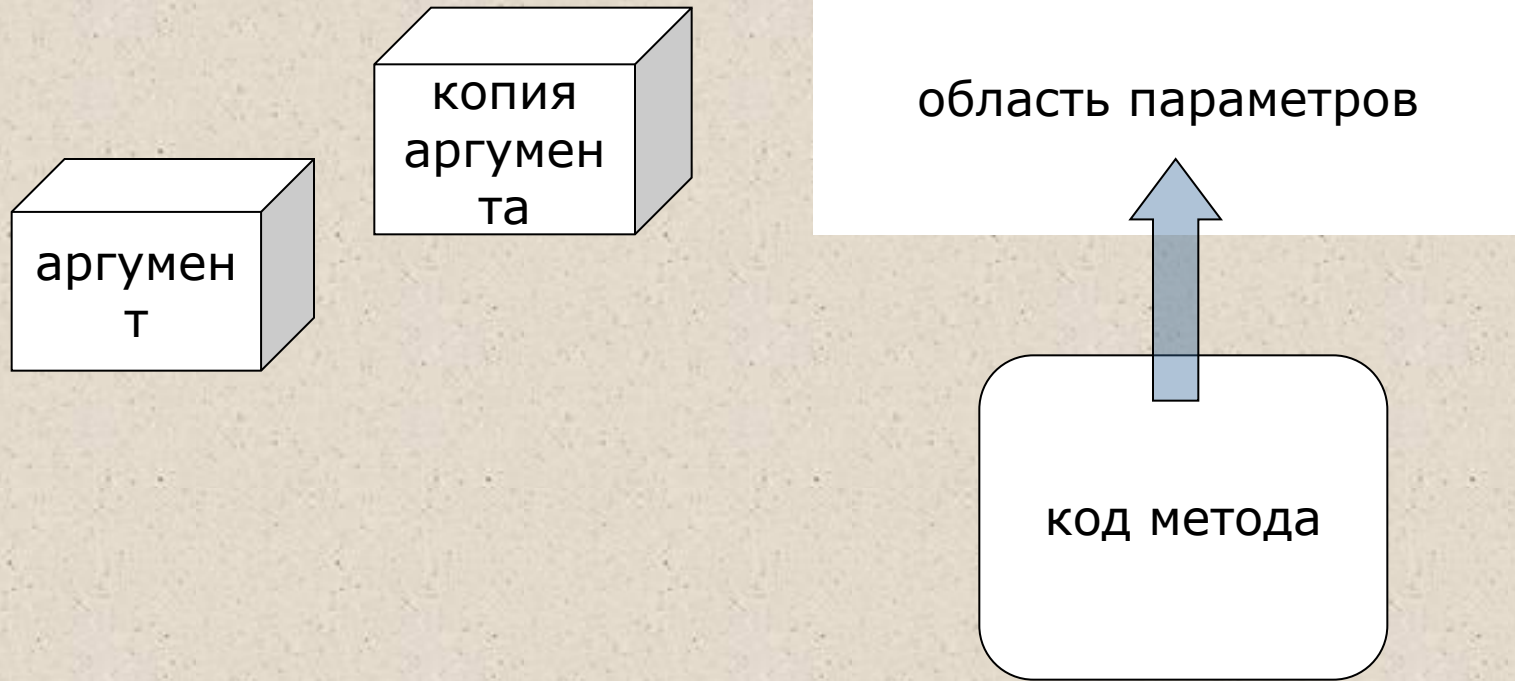 аргумен
т
копия
аргумен
та
область параметров
код метода